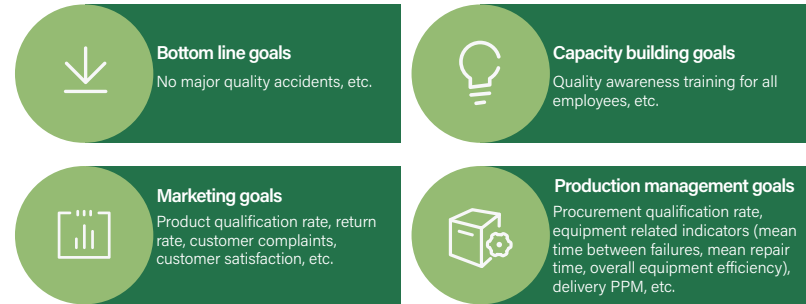 Bottom line goals
No major quality accidents, etc.
Capacity building goals
Quality awareness training for all
employees, etc.
Marketing goals
Product qualification rate, return
rate, customer complaints,
customer satisfaction, etc.
Production management goals
Procurement qualification rate,
equipment related indicators (mean
time between failures, mean repair
time, overall equipment efficiency),
delivery PPM, etc.